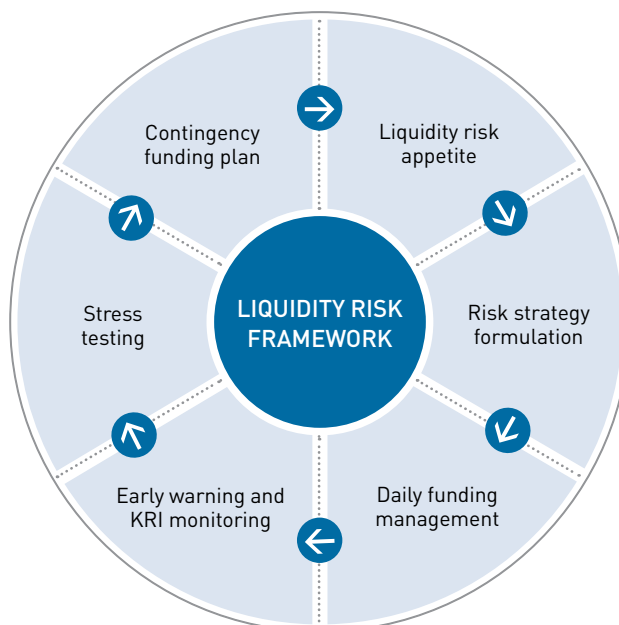 Contingency
funding plan
Liquidity risk
appetite
Stress
testing
LIQUIDITY RISK
FRAMEWORK
Risk strategy
formulation
Early warning and
KRI monitoring
Daily funding
management